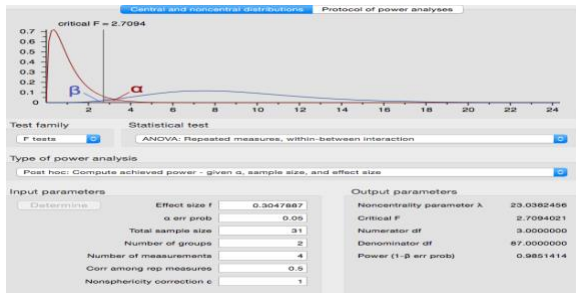 Central and noncentral distributions Protocol of power analyses
critical F = 2.7094
0.7
0.6
0.5
0.4
0.3
0.2
0.1
0
β α
2 4 6 8 10 12 14 16 18 20 22 24
Test family Statistical test
F tests ANOVA: Repeated measures, within-between interaction
Type of power analysis
Post hoc: Compute achieved power - given α, sample size, and effect size
Input parameters Output parameters
Determine Effect size f 0.3047887 Noncentrality parameter λ 23.0382456
α err prob 0.05 Critical F 2.7094021
Total sample size 31 Numerator df 3.0000000
Number of groups 2 Denominator df 87.0000000
Number of measurements 4 Power (1-β err prob) 0.9851414
Corr among rep measures 0.5
Nonsphericity correction ε 1